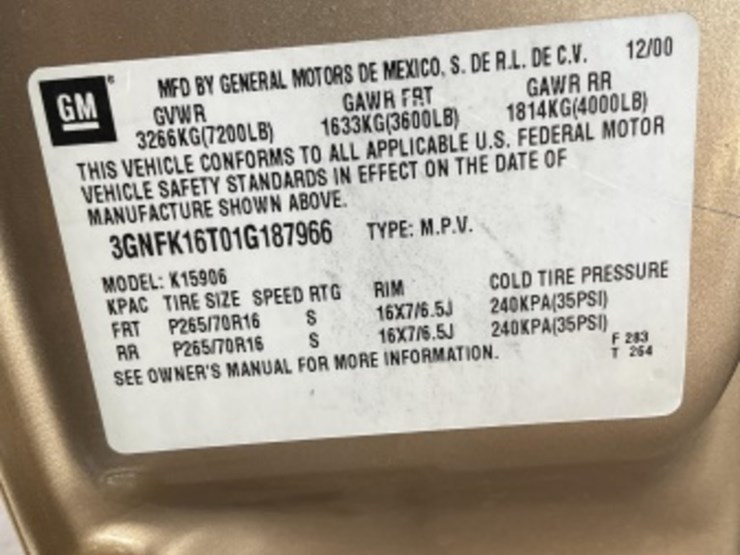 GM®
MFD BY GENERAL MOTORS DE MEXICO, S. DE R.L. DE C.V. 12/00
GVWR GAWR FRT GAWR RR
3266KG(7200LB) 1633KG(3600LB) 1814KG(4000LB)
THIS VEHICLE CONFORMS TO ALL APPLICABLE U.S. FEDERAL MOTOR
VEHICLE SAFETY STANDARDS IN EFFECT ON THE DATE OF
MANUFACTURE SHOWN ABOVE.
3GNFK16T01G187966 TYPE: M.P.V.
MODEL: K15906
KPAC TIRE SIZE SPEED RTG RIM COLD TIRE PRESSURE
FRT P265/70R16 S 16X7/6.5J 240KPA(35PSI)
RR P265/70R16 S 16X7/6.5J 240KPA(35PSI)
SEE OWNER'S MANUAL FOR MORE INFORMATION.
F 283
T 264